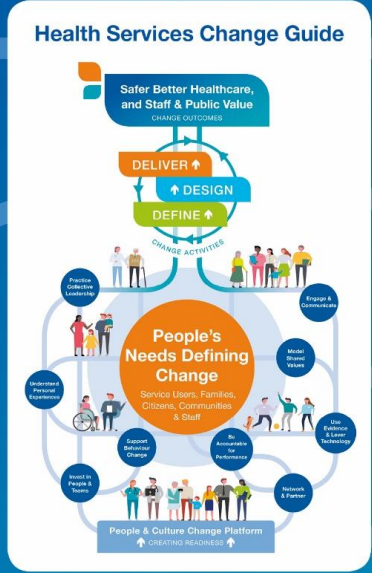 Health Services Change Guide
Safer Better Healthcare,
and Staff & Public Value
CHANGE OUTCOMES
DELIVER
DESIGN
DEFINE
CHANGE ACTIVITIES
Practice
Collective
Leadership
Engage &
Communicate
People's
Needs Defining
Change
Service Users, Families,
Citizens, Communities
& Staff
Model
Shared
Values
Understand
Personal
Experiences
Use
Evidence
& Lever
Technology
Support
Behaviour
Change
Be
Accountable
for
Performance
Invest in
People &
Teams
Network
& Partner
People & Culture Change Platform
CREATING READINESS